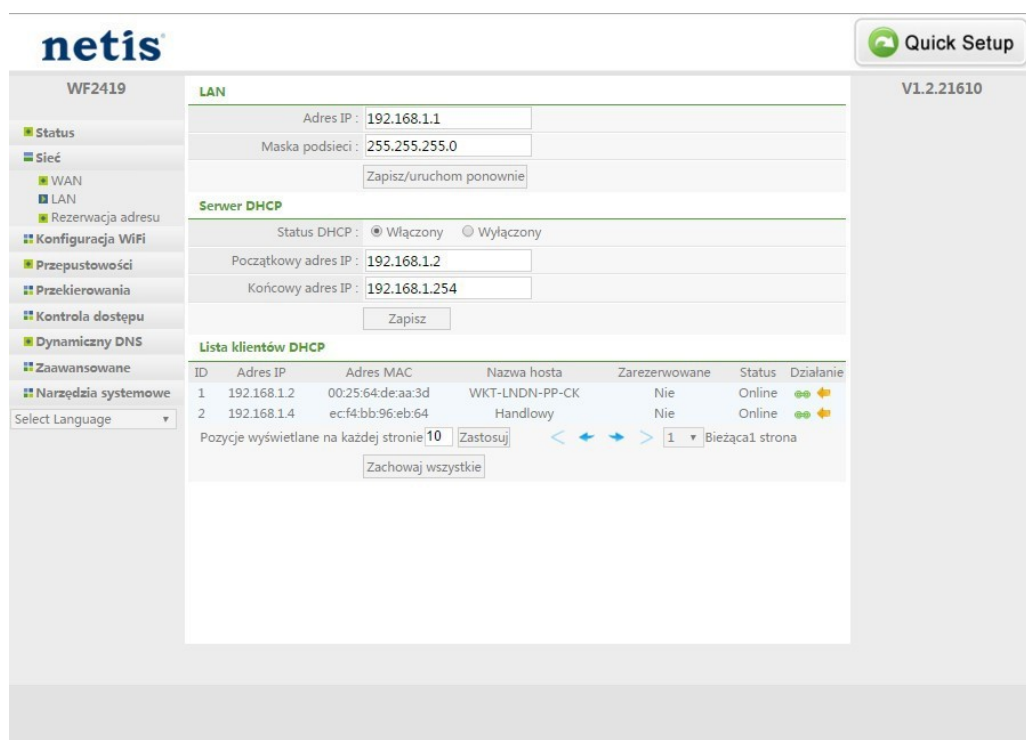 netis
Quick Setup
WF2419
V1.2.21610
Status
Sieć
WAN
LAN
Rezerwacja adresu
Konfiguracja WiFi
Przepustowości
Przekierowania
Kontrola dostępu
Dynamiczny DNS
Zaawansowane
Narzędzia systemowe
Select Language
LAN
Adres IP : 192.168.1.1
Maska podsieci : 255.255.255.0
Zapisz/uruchom ponownie
Serwer DHCP
Status DHCP : Włączony Wyłączony
Początkowy adres IP : 192.168.1.2
Końcowy adres IP : 192.168.1.254
Zapisz
Lista klientów DHCP
ID Adres IP Adres MAC Nazwa hosta Zarezerwowane Status Działanie
1 192.168.1.2 00:25:64:de:aa:3d WKT-LNDN-PP-CK Nie Online
2 192.168.1.4 ec:f4:bb:96:eb:64 Handlowy Nie Online
Pozycje wyświetlane na każdej stronie 10 Zastosuj < > 1 Bieżąca1 strona
Zachowaj wszystkie